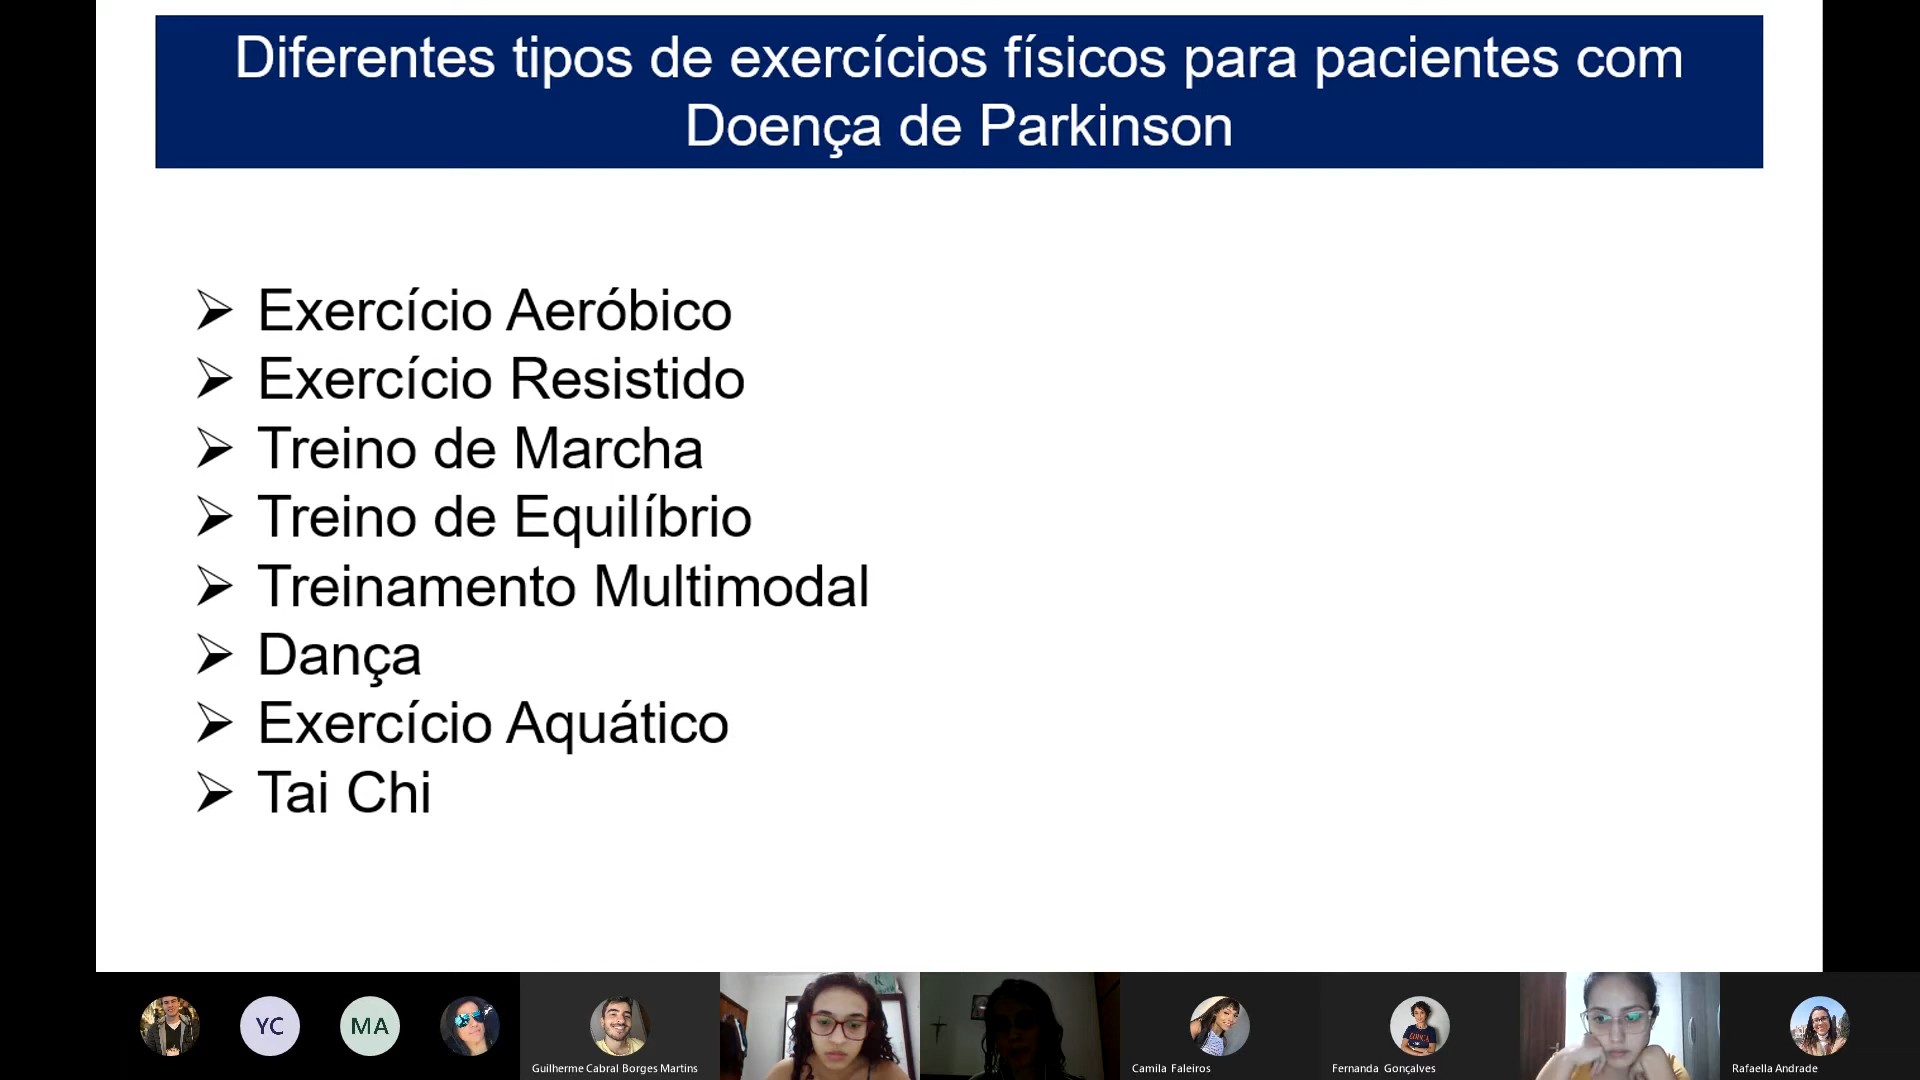 Diferentes tipos de exercícios físicos para pacientes com
Doença de Parkinson
➢ Exercício Aeróbico
➢ Exercício Resistido
➢ Treino de Marcha
➢ Treino de Equilíbrio
➢ Treinamento Multimodal
➢ Dança
➢ Exercício Aquático
➢ Tai Chi
YC
MA
Guilherme Cabral Borges Martins
Camila Faleiros
Fernanda Gonçalves
Rafaella Andrade